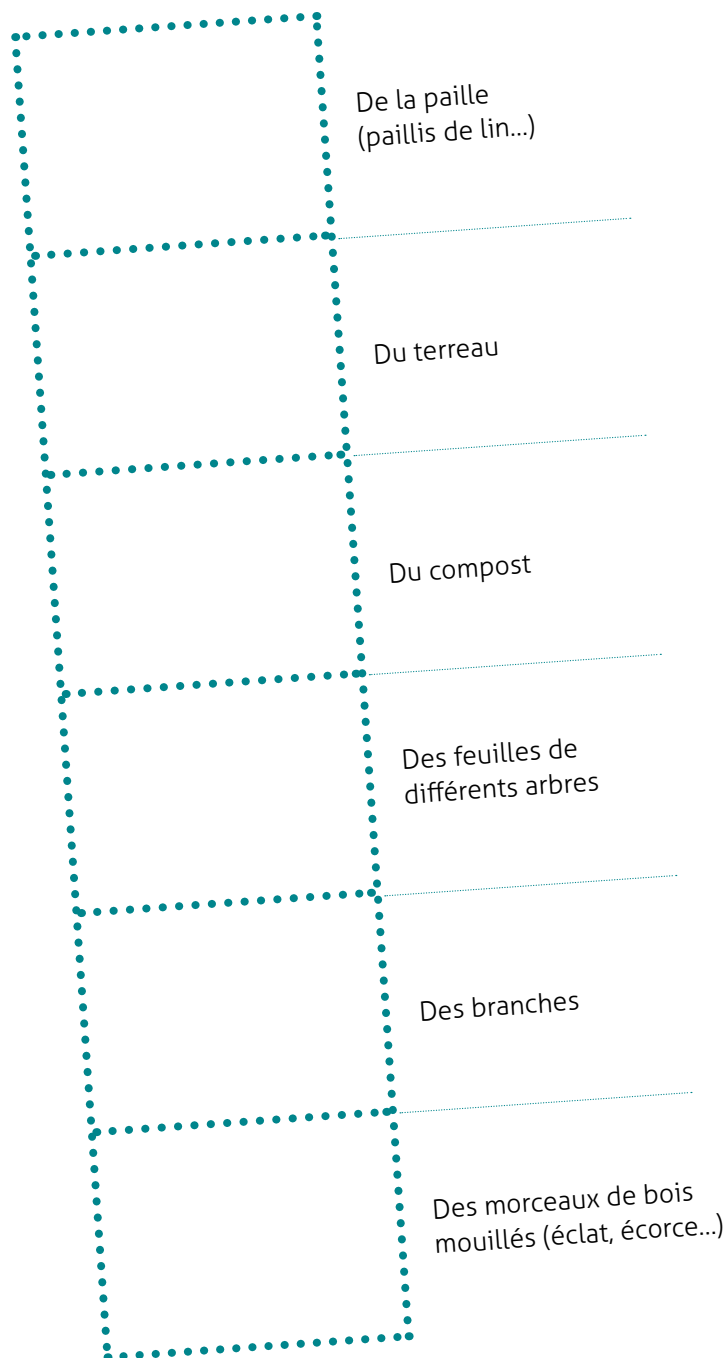 De la paille
(paillis de lin...)
Du terreau
Du compost
Des feuilles de
différents arbres
Des branches
Des morceaux de bois
mouillés (éclat, écorce...)